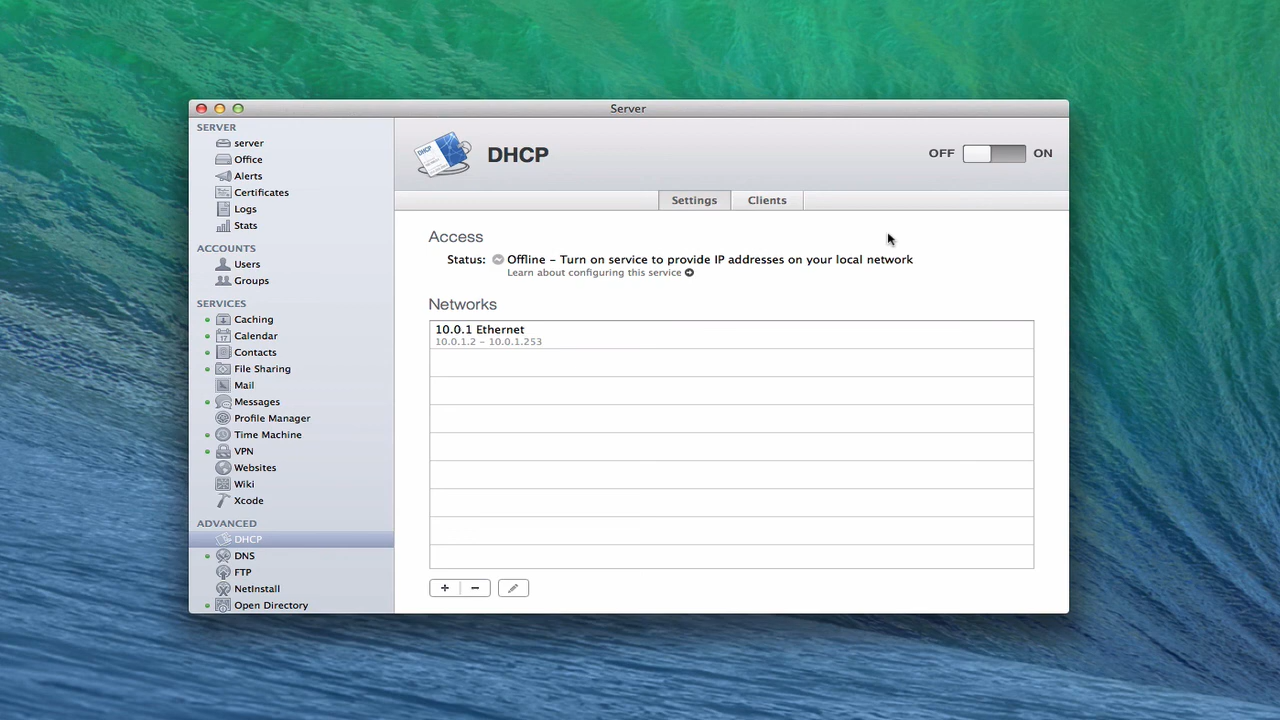 Server
SERVER
server
Office
Alerts
Certificates
Logs
Stats
ACCOUNTS
Users
Groups
SERVICES
Caching
17
Calendar
Contacts
File Sharing
Mail
Messages
Profile Manager
Time Machine
VPN
Websites
Wiki
Xcode
ADVANCED
DHCP
DNS
FTP
NetInstall
Open Directory
DHCP
DHCP
OFF ON
Settings Clients
Access
Status: Offline – Turn on service to provide IP addresses on your local network
Learn about configuring this service
Networks
10.0.1 Ethernet
10.0.1.2 – 10.0.1.253